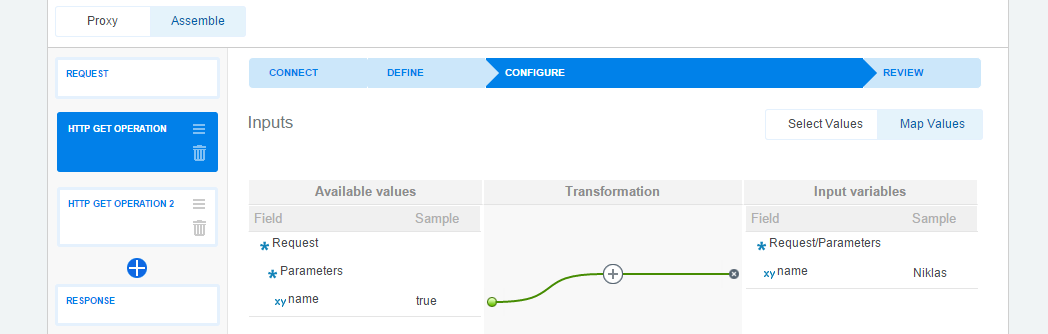 Proxy Assemble
REQUEST
CONNECT DEFINE CONFIGURE REVIEW
HTTP GET OPERATION
Inputs
Select Values Map Values
HTTP GET OPERATION 2
RESPONSE
Available values Transformation Input variables
Field Sample Field Sample
Request Request/Parameters
Parameters xy name Niklas
xy name true